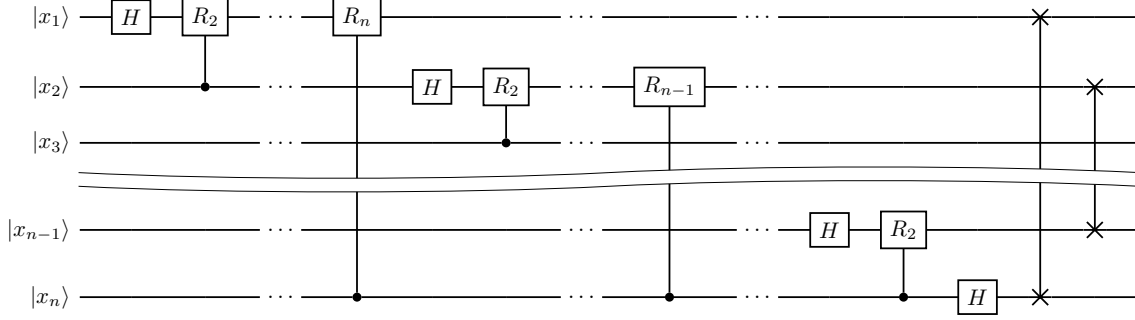 |x₁⟩ H R₂ ··· Rₙ ··· ···
|x₂⟩ ··· H R₂ ··· Rₙ₋₁ ···
|x₃⟩ ··· ··· ···
|xₙ₋₁⟩ ··· ··· ··· H R₂
|xₙ⟩ ··· ··· ··· H